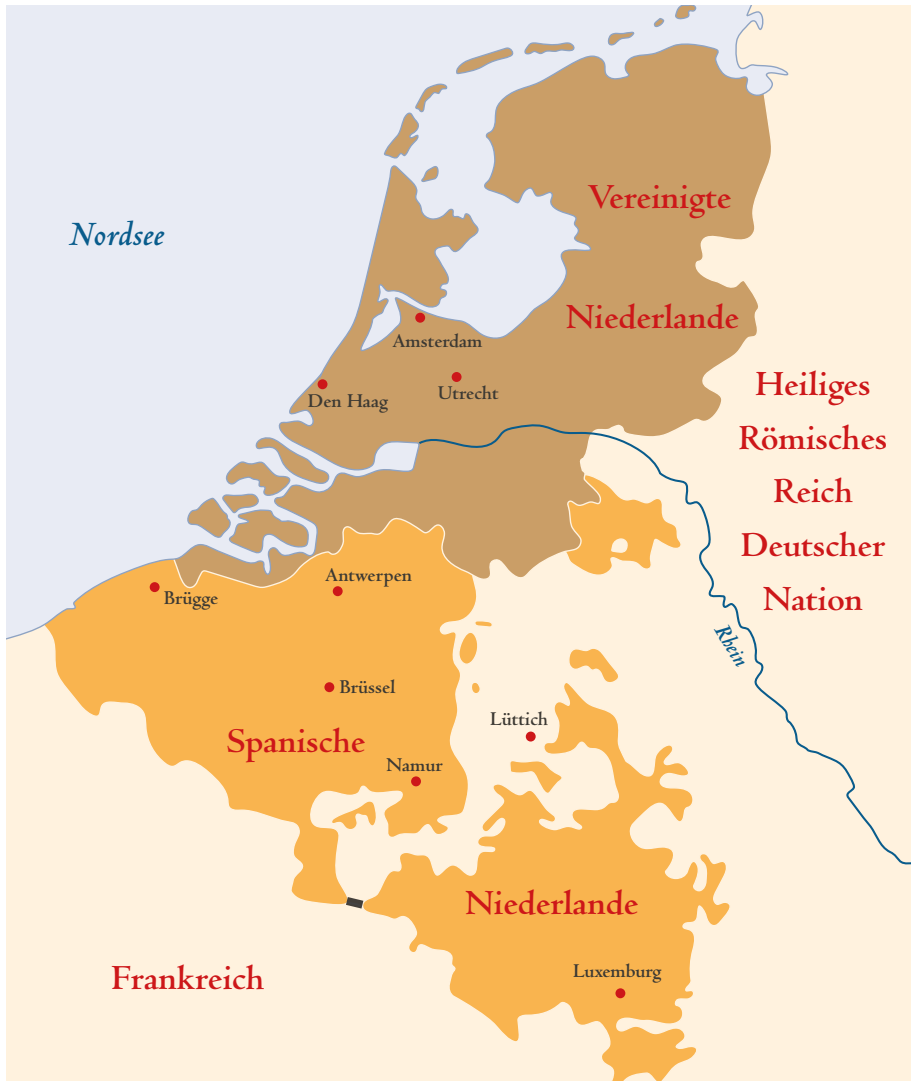 Vereinigte
Nordsee
Niederlande
Amsterdam
Den Haag
Utrecht
Heiliges
Römisches
Reich
Deutscher
Nation
Antwerpen
Brügge
Rhein
Brüssel
Lüttich
Spanische
Namur
Niederlande
Luxemburg
Frankreich